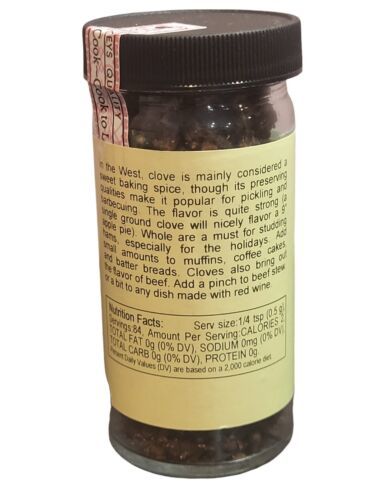 EYS QUALITY
Cook~Cook to L
In the West, clove is mainly considered a
sweet baking spice, though its preserving
qualities make it popular for pickling and
barbecuing. The flavor is quite strong (a
single ground clove will nicely flavor a 9"
apple pie). Whole are a must for studding
hams, especially for the holidays. Add
small amounts to muffins, coffee cakes,
and batter breads. Cloves also bring out
the flavor of beef. Add a pinch to beef stew
or a bit to any dish made with red wine.
Nutrition Facts: Serv size:1/4 tsp (0.5 g)
Servings:84, Amount Per Serving:CALORIES 2,
TOTAL FAT 0g (0% DV), SODIUM 0mg (0% DV),
TOTAL CARB 0g (0% DV), PROTEIN 0g.
Percent Daily Values (DV) are based on a 2,000 calorie diet.